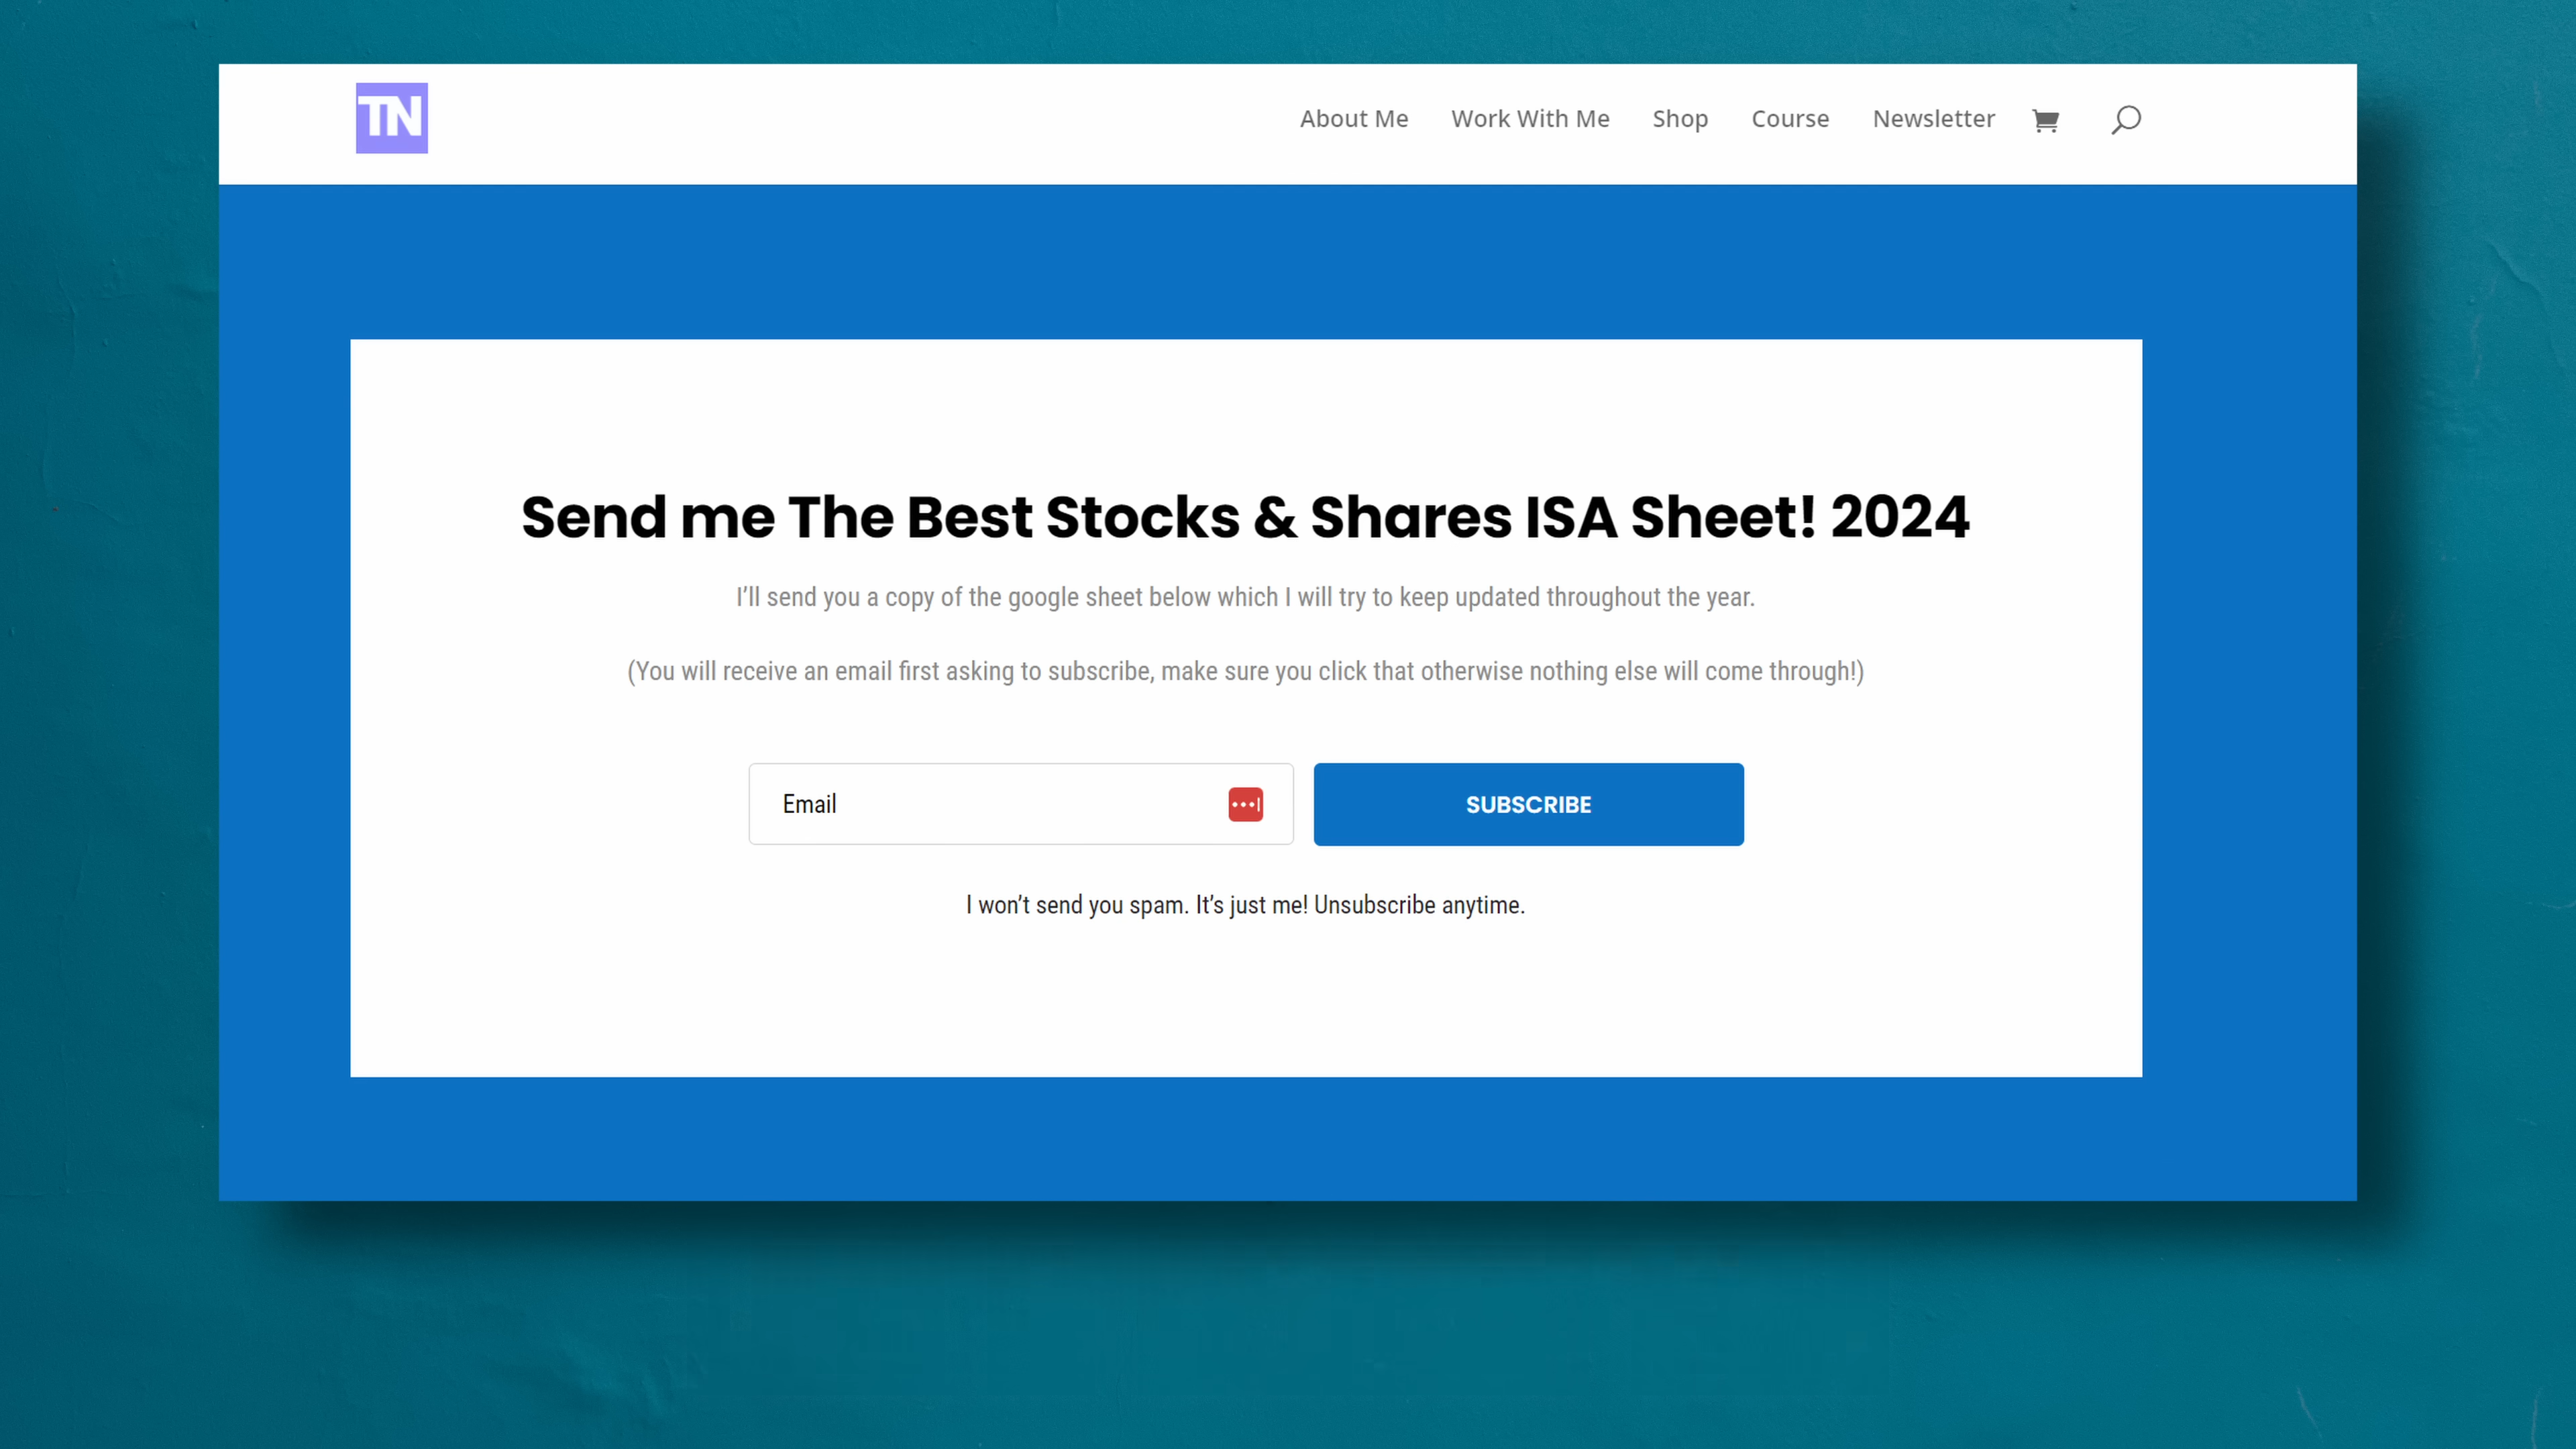 TN
About Me Work With Me Shop Course Newsletter
Send me The Best Stocks & Shares ISA Sheet! 2024
I’ll send you a copy of the google sheet below which I will try to keep updated throughout the year.
(You will receive an email first asking to subscribe, make sure you click that otherwise nothing else will come through!)
Email SUBSCRIBE
I won’t send you spam. It’s just me! Unsubscribe anytime.